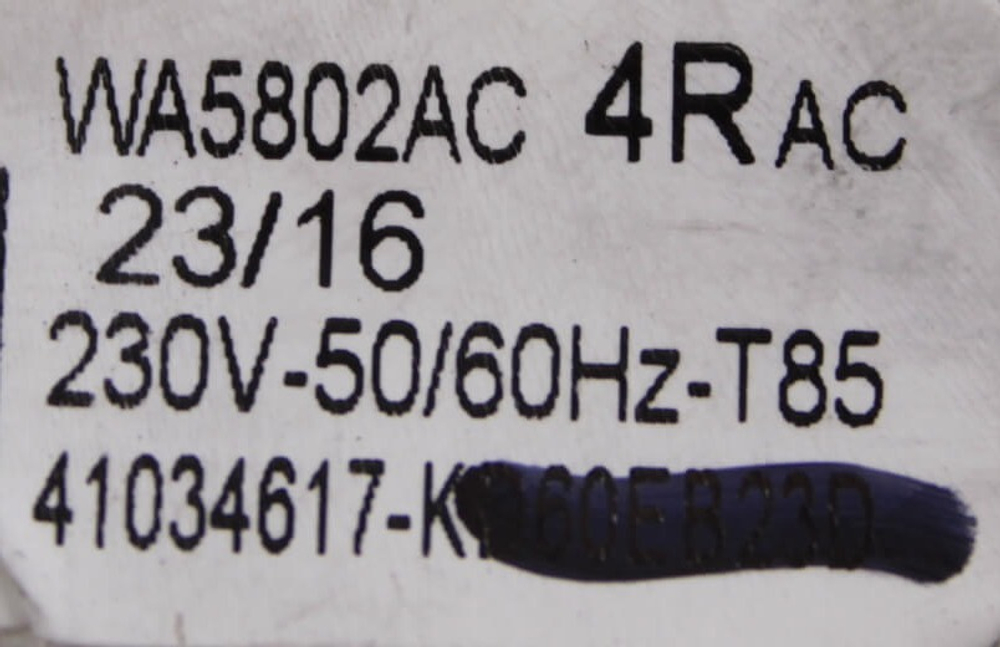 WA5802AC 4RAC
23/16
230V-50/60Hz-T85
41034617-K